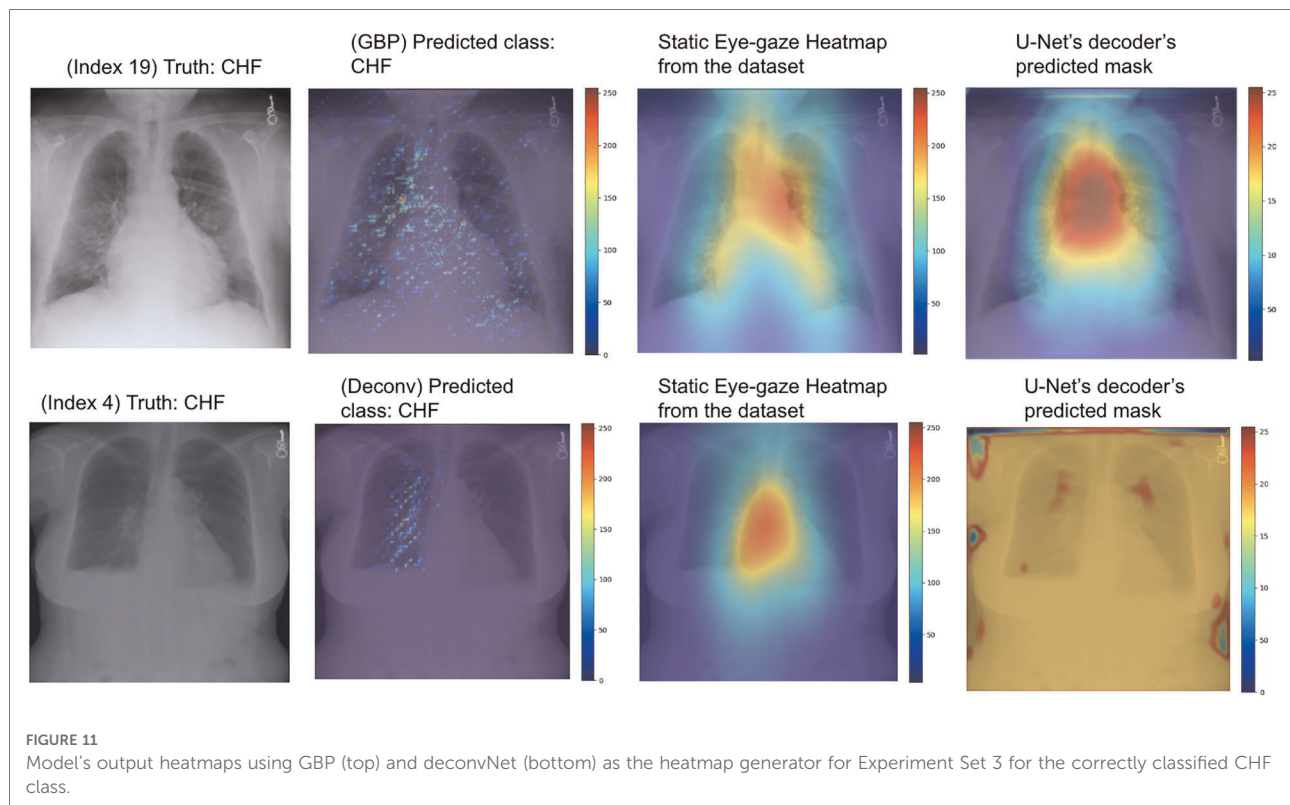 (Index 19) Truth: CHF
(GBP) Predicted class:
CHF
Static Eye-gaze Heatmap
from the dataset
U-Net's decoder's
predicted mask
250
200
150
100
50
0
250
200
150
100
50
25
20
15
10
50
(Index 4) Truth: CHF
(Deconv) Predicted
class: CHF
Static Eye-gaze Heatmap
from the dataset
U-Net's decoder's
predicted mask
250
200
150
100
50
0
250
200
150
100
50
25
20
15
10
50
0
FIGURE 11
Model's output heatmaps using GBP (top) and deconvNet (bottom) as the heatmap generator for Experiment Set 3 for the correctly classified CHF
class.